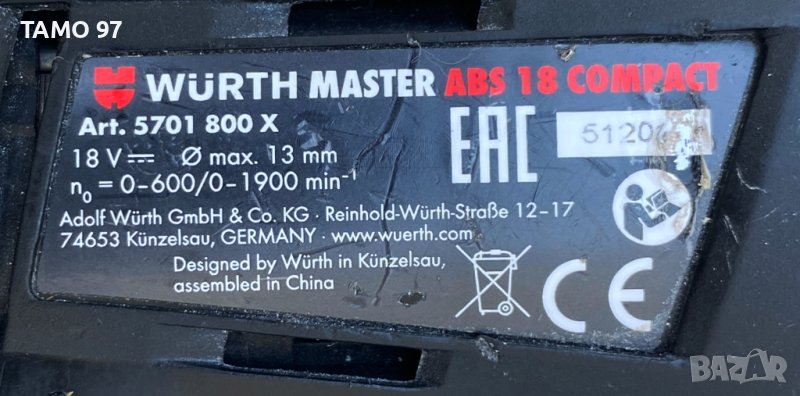 TAMO 97
WÜRTH MASTER ABS 18 COMPACT
Art. 5701 800 X
18 V⎓ Ø max. 13 mm
n₀ = 0-600/0-1900 min⁻¹
Adolf Würth GmbH & Co. KG · Reinhold-Würth-Straße 12-17
74653 Künzelsau, GERMANY · www.wuerth.com
Designed by Würth in Künzelsau,
assembled in China
EAC
CE
BAZAR